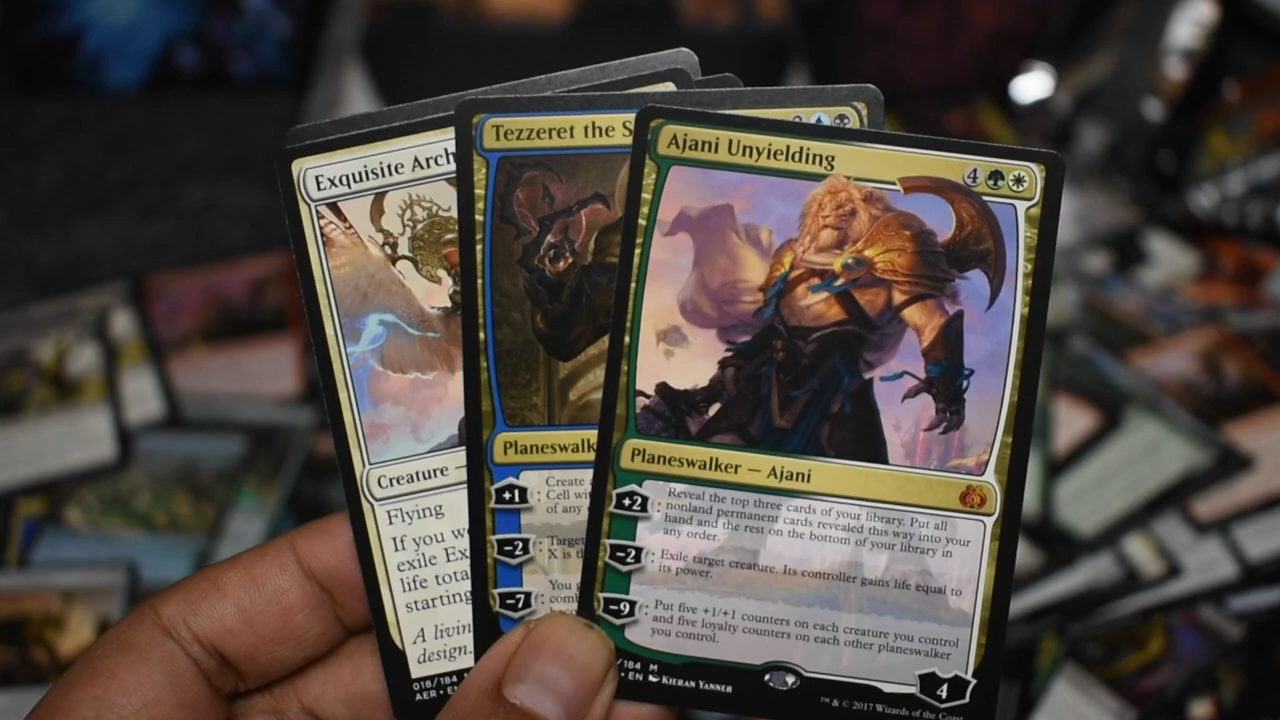 Exquisite Arch
Creature —
Flying
If you w
exile Ex
life tota
starting
A livin
design.
018/184
AER • EN
Tezzeret the S
Planeswalk
+1 : Create
Cell wi
of any
-2 : Target
X is th
-7 : You g
comb
beco
Ajani Unyielding
4
Planeswalker — Ajani
+2 : Reveal the top three cards of your library. Put all
nonland permanent cards revealed this way into your
hand and the rest on the bottom of your library in
any order.
-2 : Exile target creature. Its controller gains life equal to
its power.
-9 : Put five +1/+1 counters on each creature you control
and five loyalty counters on each other planeswalker
you control.
4
/184 M
• EN KIERAN YANNER
™ & © 2017 Wizards of the Coast